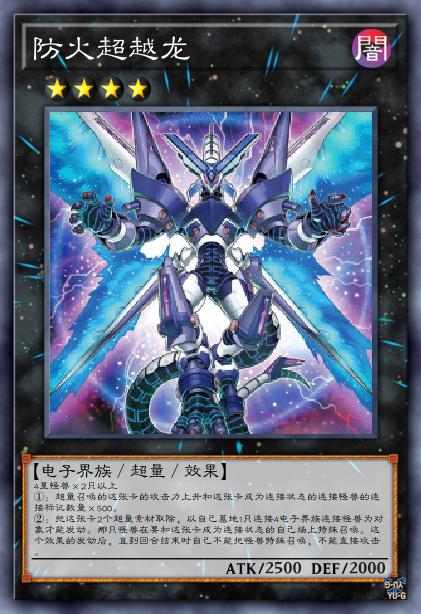 防火超越龙
闇
【电子界族/超量/效果】
4星怪兽×2只以上
①：超量召唤的这张卡的攻击力上升和这张卡成为连接状态的连接怪兽的连
接标记数量×500。
②：把这张卡2个超量素材取除，以自己墓地1只连接4电子界族连接怪兽为对
象才能发动。那只怪兽在要和这张卡成为连接状态的自己场上特殊召唤。这
个效果的发动后，直到回合结束时自己不能把怪兽特殊召唤，不能直接攻击
。
ATK/2500 DEF/2000